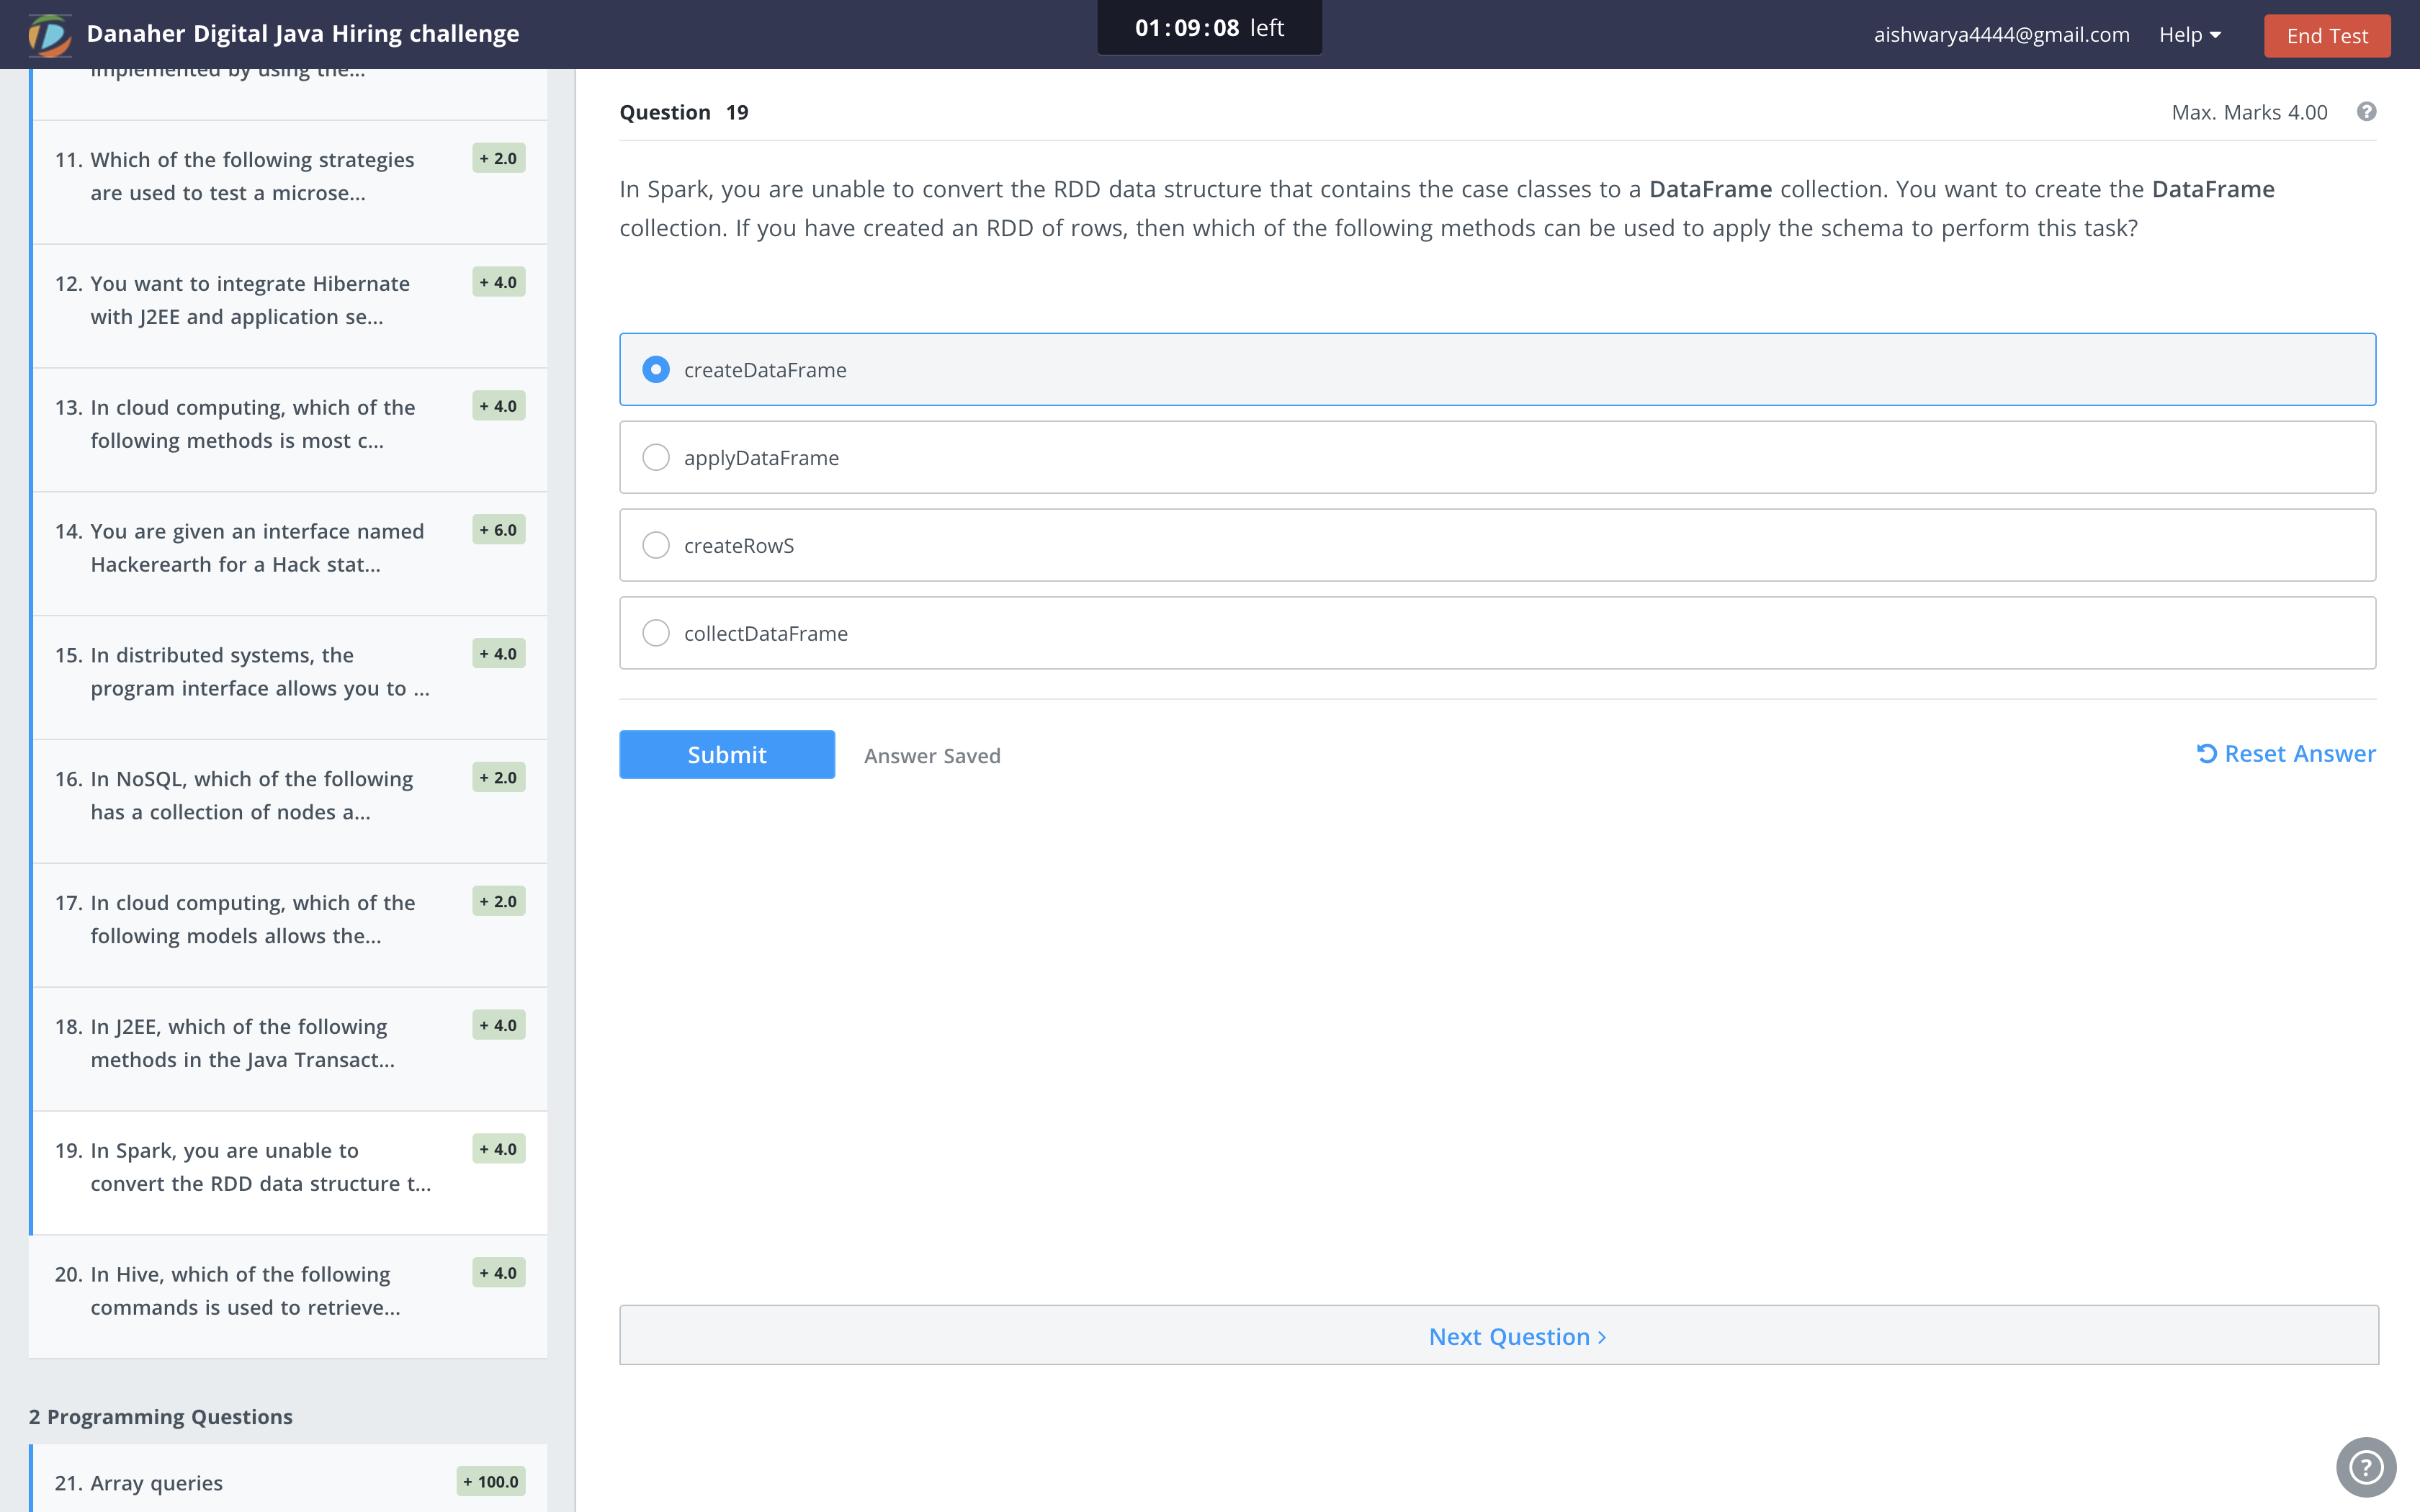 Danaher Digital Java Hiring challenge
01:09:08 left
aishwarya4444@gmail.com
Help
End Test
implemented by using the...
11. Which of the following strategies
are used to test a microse...
+ 2.0
12. You want to integrate Hibernate
with J2EE and application se...
+ 4.0
13. In cloud computing, which of the
following methods is most c...
+ 4.0
14. You are given an interface named
Hackerearth for a Hack stat...
+ 6.0
15. In distributed systems, the
program interface allows you to ...
+ 4.0
16. In NoSQL, which of the following
has a collection of nodes a...
+ 2.0
17. In cloud computing, which of the
following models allows the...
+ 2.0
18. In J2EE, which of the following
methods in the Java Transact...
+ 4.0
19. In Spark, you are unable to
convert the RDD data structure t...
+ 4.0
20. In Hive, which of the following
commands is used to retrieve...
+ 4.0
2 Programming Questions
21. Array queries
+ 100.0
Question 19
Max. Marks 4.00
?
In Spark, you are unable to convert the RDD data structure that contains the case classes to a DataFrame collection. You want to create the DataFrame
collection. If you have created an RDD of rows, then which of the following methods can be used to apply the schema to perform this task?
createDataFrame
applyDataFrame
createRowS
collectDataFrame
Submit
Answer Saved
Reset Answer
Next Question >
?